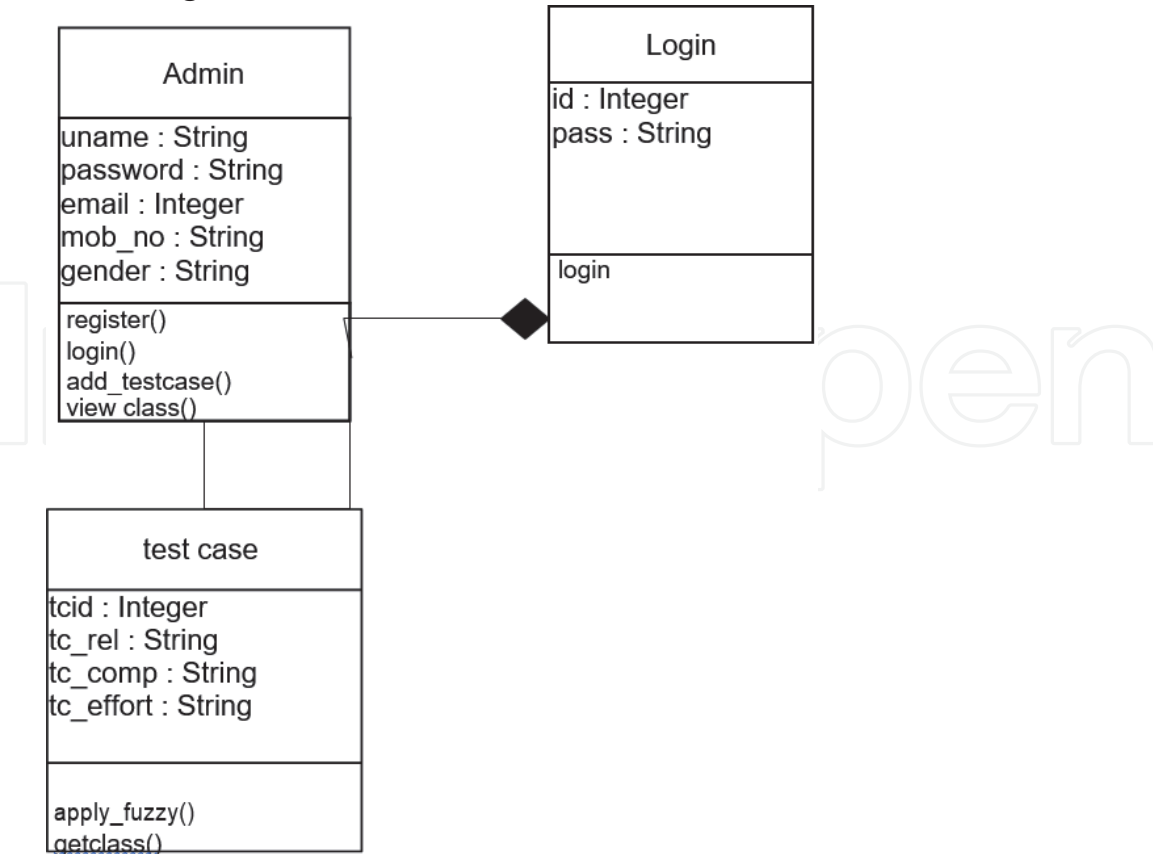 Admin
uname : String
password : String
email : Integer
mob_no : String
gender : String
register()
login()
add_testcase()
view class()
Login
id : Integer
pass : String
login
test case
tcid : Integer
tc_rel : String
tc_comp : String
tc_effort : String
apply_fuzzy()
getclass()
pen